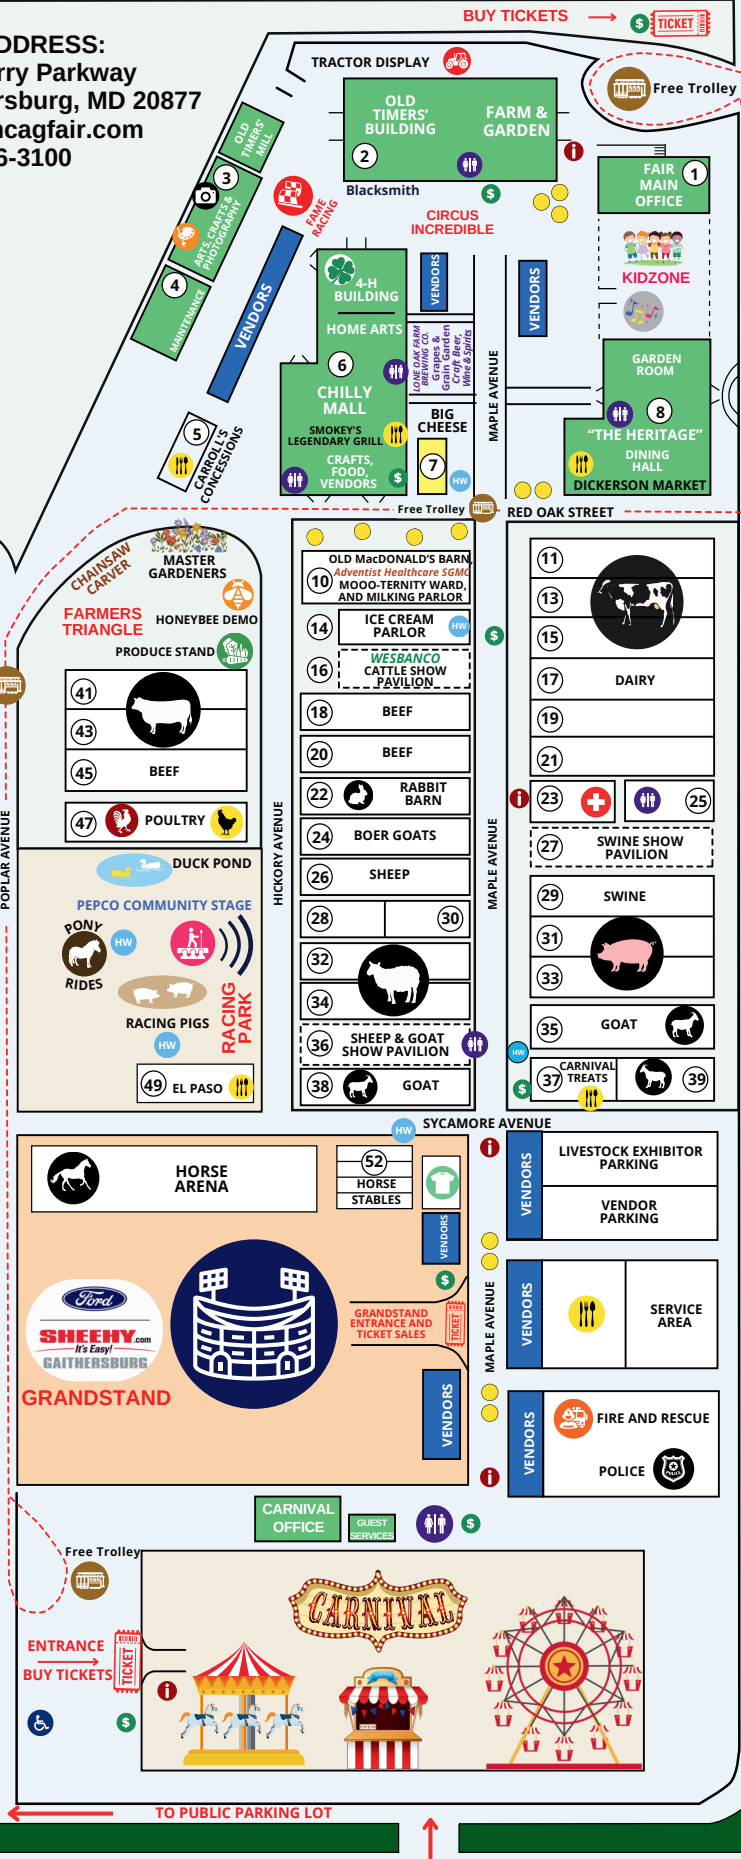 BUY TICKETS
TICKET
DDRESS:
rry Parkway
rsburg, MD 20877
ncagfair.com
6-3100
TRACTOR DISPLAY
Free Trolley
OLD
TIMERS'
BUILDING
2
FARM &
GARDEN
Blacksmith
OLD
TIMERS'
MILL
3
ARTS, CRAFTS &
PHOTOGRAPHY
4
MAINTENANCE
FAME
RACING
VENDORS
CIRCUS
INCREDIBLE
FAIR
MAIN
OFFICE
1
KIDZONE
4-H
BUILDING
HOME ARTS
6
CHILLY
MALL
SMOKEY'S
LEGENDARY GRILL
CRAFTS,
FOOD,
VENDORS
VENDORS
VENDORS
LONE OAK FARM
BREWING CO.
Grapes &
Grain Garden
Craft Beer,
Wine & Spirits
MAPLE AVENUE
BIG
CHEESE
7
HW
GARDEN
ROOM
8
"THE HERITAGE"
DINING
HALL
DICKERSON MARKET
5
CARROLL'S
CONCESSIONS
Free Trolley
RED OAK STREET
CHAINSAW
CARVER
MASTER
GARDENERS
FARMERS
TRIANGLE
HONEYBEE DEMO
PRODUCE STAND
41
43
45
BEEF
47
POULTRY
POPLAR AVENUE
HICKORY AVENUE
MAPLE AVENUE
10
OLD MacDONALD'S BARN,
Adventist Healthcare SGMC
MOOO-TERNITY WARD,
AND MILKING PARLOR
14
ICE CREAM
PARLOR
HW
16
WESBANCO
CATTLE SHOW
PAVILION
18
BEEF
20
BEEF
22
RABBIT
BARN
24
BOER GOATS
26
SHEEP
28
30
32
34
36
SHEEP & GOAT
SHOW PAVILION
38
GOAT
11
13
15
17
DAIRY
19
21
23
25
27
SWINE SHOW
PAVILION
29
SWINE
31
33
35
GOAT
HW
37
CARNIVAL
TREATS
39
DUCK POND
PEPCO COMMUNITY STAGE
PONY
RIDES
HW
RACING PIGS
HW
RACING
PARK
49
EL PASO
HW
SYCAMORE AVENUE
HORSE
ARENA
52
HORSE
STABLES
VENDORS
VENDORS
LIVESTOCK EXHIBITOR
PARKING
VENDOR
PARKING
Ford
SHEEHY.com
It's Easy!
GAITHERSBURG
GRANDSTAND
GRANDSTAND
ENTRANCE AND
TICKET SALES
TICKET
MAPLE AVENUE
VENDORS
SERVICE
AREA
VENDORS
VENDORS
FIRE AND RESCUE
POLICE
POLICE
CARNIVAL
OFFICE
GUEST
SERVICES
Free Trolley
CARNIVAL
ENTRANCE
BUY TICKETS
TICKET
TO PUBLIC PARKING LOT